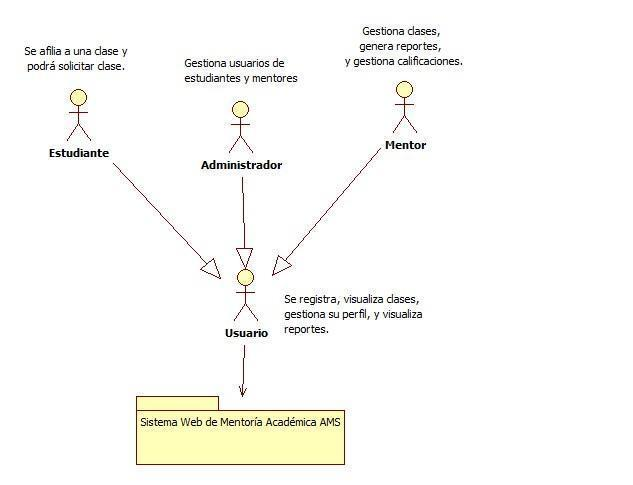 Gestiona clases,
genera reportes,
y gestiona calificaciones.
Se afilia a una clase y
podrá solicitar clase.
Gestiona usuarios de
estudiantes y mentores
Estudiante
Administrador
Mentor
Se registra, visualiza clases,
gestiona su perfil, y visualiza
reportes.
Usuario
Sistema Web de Mentoría Académica AMS